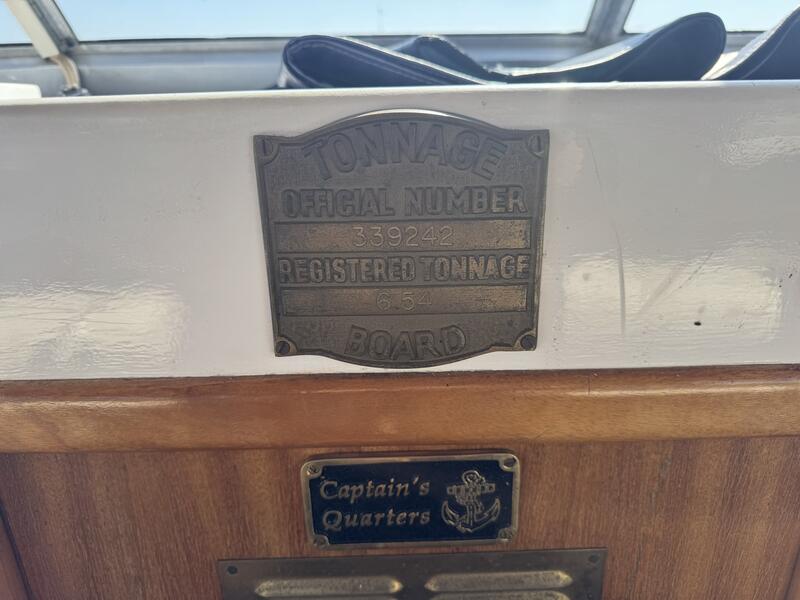 TONNAGE
OFFICIAL NUMBER
339242
REGISTERED TONNAGE
6.54
BOARD
Captain's
Quarters